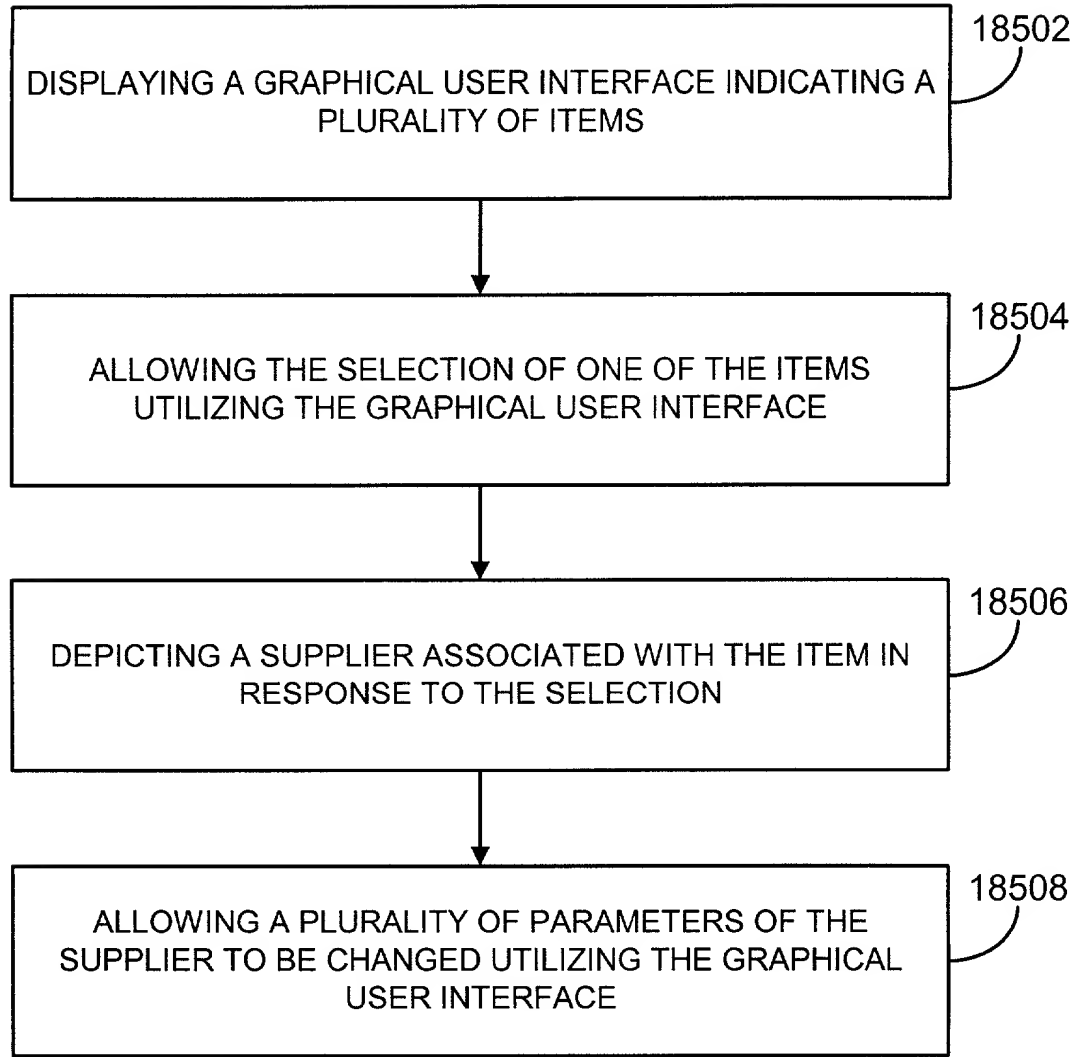 18502
DISPLAYING A GRAPHICAL USER INTERFACE INDICATING A
PLURALITY OF ITEMS
18504
ALLOWING THE SELECTION OF ONE OF THE ITEMS
UTILIZING THE GRAPHICAL USER INTERFACE
18506
DEPICTING A SUPPLIER ASSOCIATED WITH THE ITEM IN
RESPONSE TO THE SELECTION
18508
ALLOWING A PLURALITY OF PARAMETERS OF THE
SUPPLIER TO BE CHANGED UTILIZING THE GRAPHICAL
USER INTERFACE